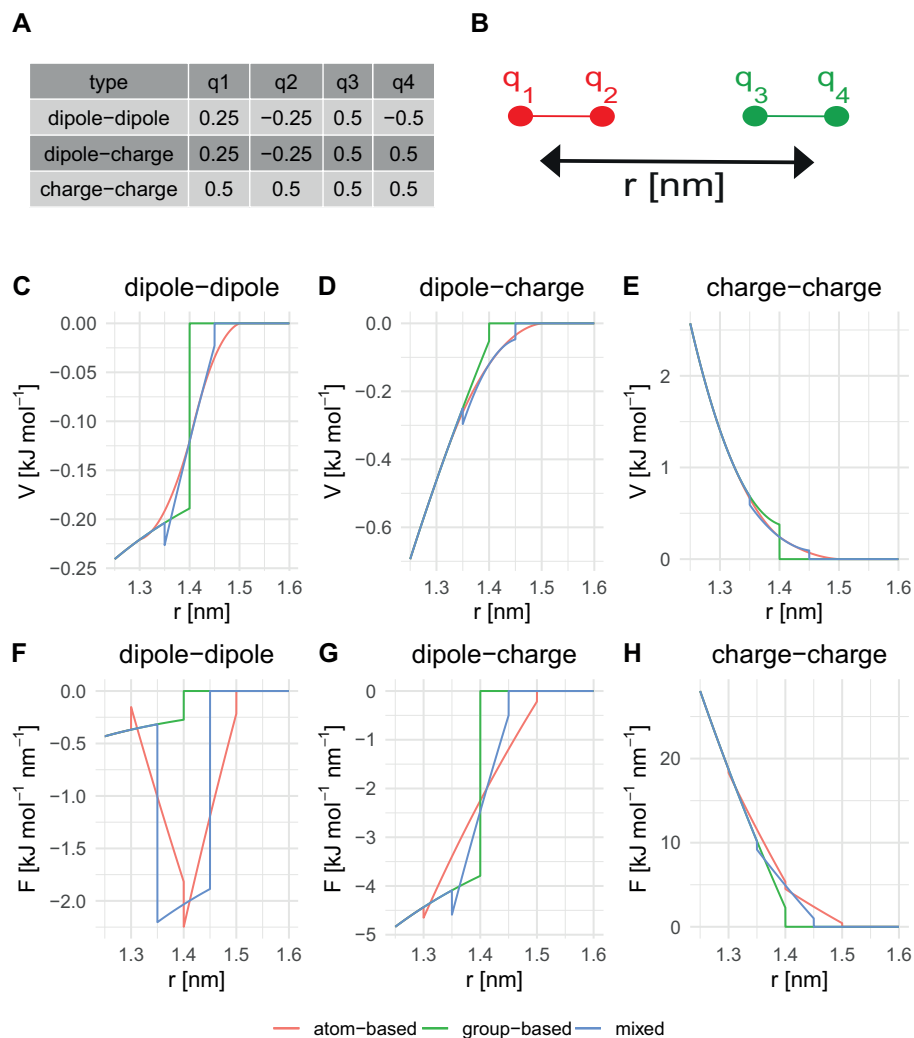 A
B
type q1 q2 q3 q4
dipole−dipole 0.25 −0.25 0.5 −0.5
dipole−charge 0.25 −0.25 0.5 0.5
charge−charge 0.5 0.5 0.5 0.5
q1 q2 q3 q4
r [nm]
C dipole−dipole
V [kJ mol−1]
0.00
−0.05
−0.10
−0.15
−0.20
−0.25
1.3 1.4 1.5 1.6
r [nm]
D dipole−charge
V [kJ mol−1]
0.0
−0.2
−0.4
−0.6
1.3 1.4 1.5 1.6
r [nm]
E charge−charge
V [kJ mol−1]
2
1
0
1.3 1.4 1.5 1.6
r [nm]
F dipole−dipole
F [kJ mol−1 nm−1]
0.0
−0.5
−1.0
−1.5
−2.0
1.3 1.4 1.5 1.6
r [nm]
G dipole−charge
F [kJ mol−1 nm−1]
0
−1
−2
−3
−4
−5
1.3 1.4 1.5 1.6
r [nm]
H charge−charge
F [kJ mol−1 nm−1]
20
10
0
1.3 1.4 1.5 1.6
r [nm]
atom−based group−based mixed